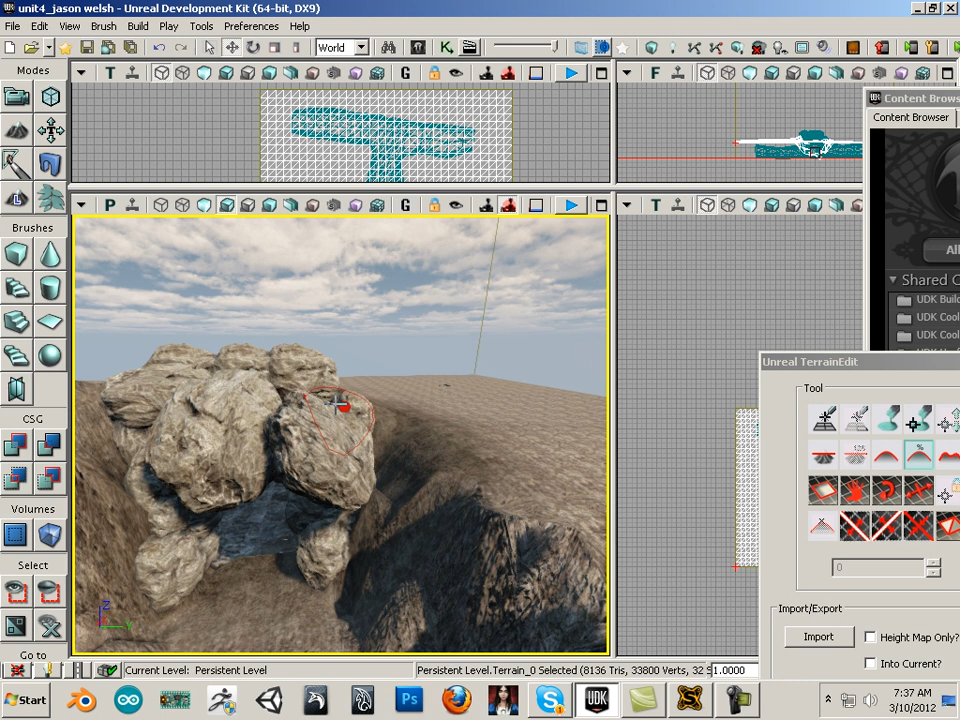 unit4_jason welsh - Unreal Development Kit (64-bit, DX9)
File Edit View Brush Build Play Tools Preferences Help
World
Modes
T G F
Content Brows
Content Browser
All
Shared C
UDK Build
UDK Cool
UDK Cool
P G T
Brushes
CSG
Volumes
Select
Go to
Unreal TerrainEdit
Tool
%
0
Import/Export
Import
Height Map Only?
Into Current?
Z
Y
Current Level: Persistent Level
Persistent Level.Terrain_0 Selected (8136 Tris, 33800 Verts, 32 S
1.0000
Start
Ps
UDK
7:37 AM
3/10/2012